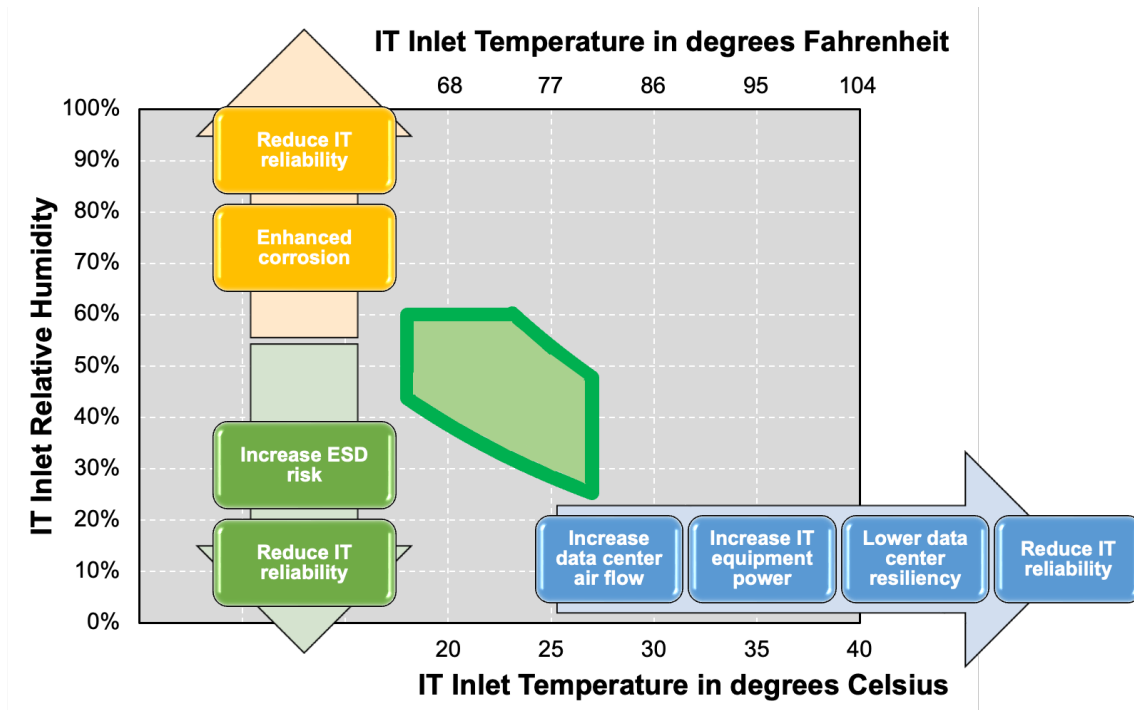 IT Inlet Temperature in degrees Fahrenheit
68 77 86 95 104
100%
90%
80%
70%
60%
50%
40%
30%
20%
10%
0%
IT Inlet Relative Humidity
Reduce IT
reliability
Enhanced
corrosion
Increase ESD
risk
Reduce IT
reliability
Increase
data center
air flow
Increase IT
equipment
power
Lower data
center
resiliency
Reduce IT
reliability
20 25 30 35 40
IT Inlet Temperature in degrees Celsius